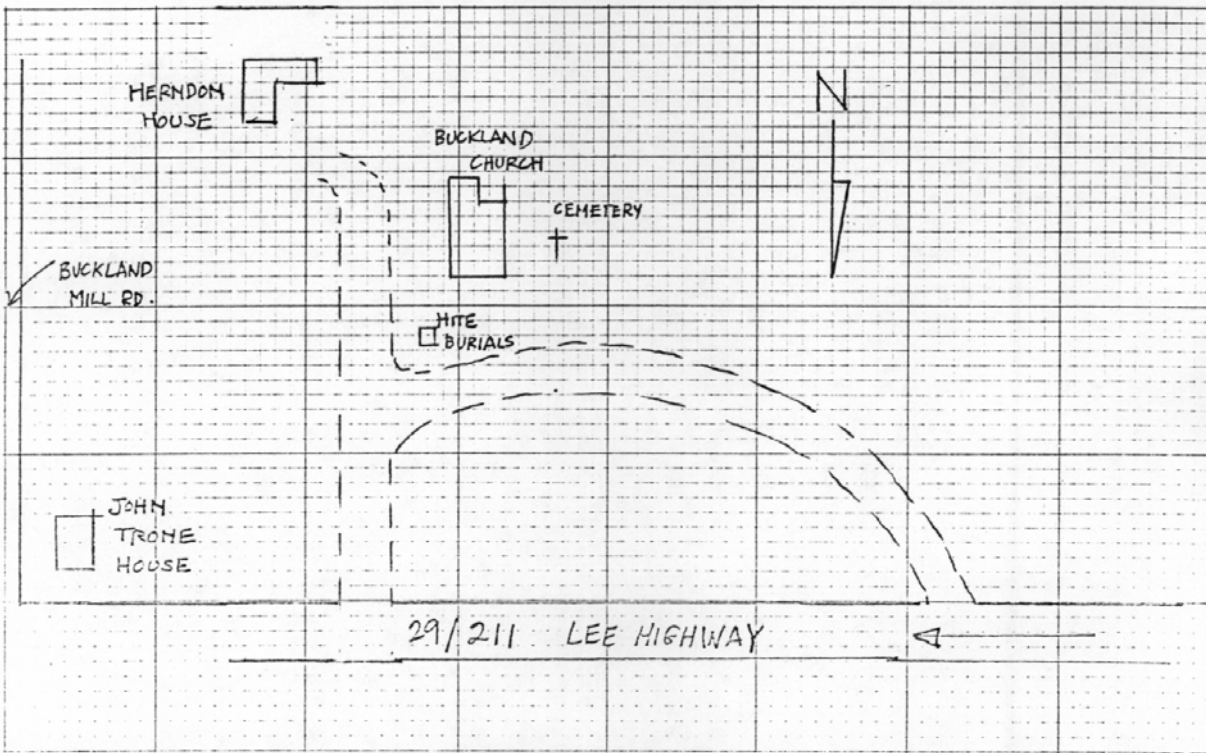 HERNDON
HOUSE
N
BUCKLAND
CHURCH
CEMETERY
BUCKLAND
MILL RD.
HITE
BURIALS
JOHN
TRONE
HOUSE
29/211 LEE HIGHWAY